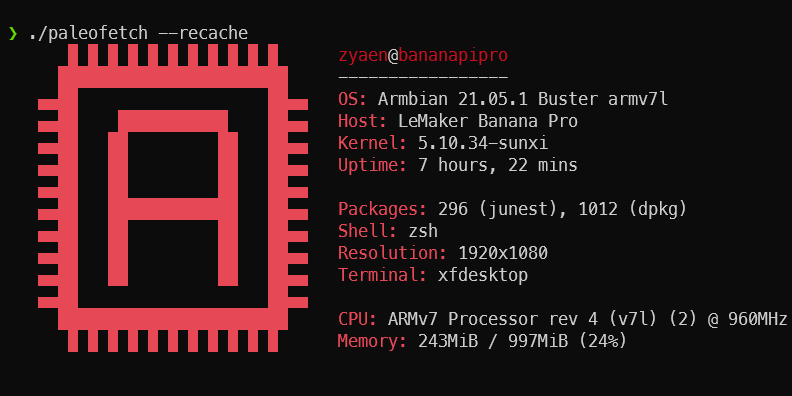 ❯ ./paleofetch --recache
zyaen@bananapipro
-----------------
OS: Armbian 21.05.1 Buster armv7l
Host: LeMaker Banana Pro
Kernel: 5.10.34-sunxi
Uptime: 7 hours, 22 mins
Packages: 296 (junest), 1012 (dpkg)
Shell: zsh
Resolution: 1920x1080
Terminal: xfdesktop
CPU: ARMv7 Processor rev 4 (v7l) (2) @ 960MHz
Memory: 243MiB / 997MiB (24%)